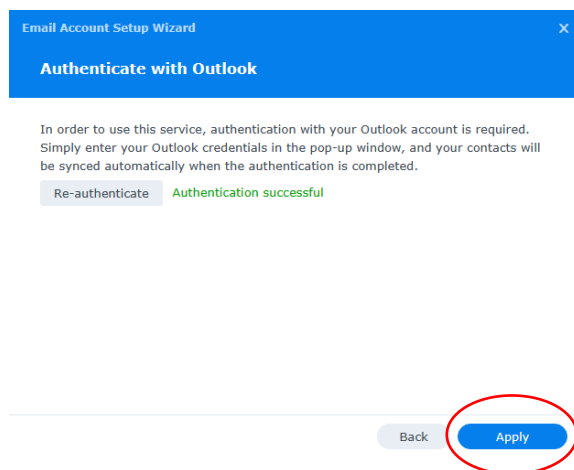 Email Account Setup Wizard
X
Authenticate with Outlook
In order to use this service, authentication with your Outlook account is required.
Simply enter your Outlook credentials in the pop-up window, and your contacts will
be synced automatically when the authentication is completed.
Re-authenticate Authentication successful
Back Apply